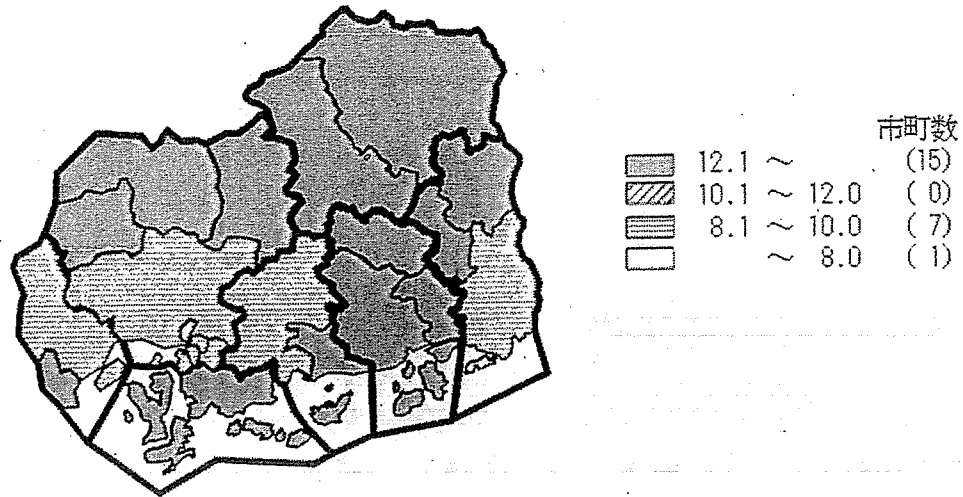 市町数
12.1 ～ (15)
10.1 ～ 12.0 ( 0)
8.1 ～ 10.0 ( 7)
～ 8.0 ( 1)